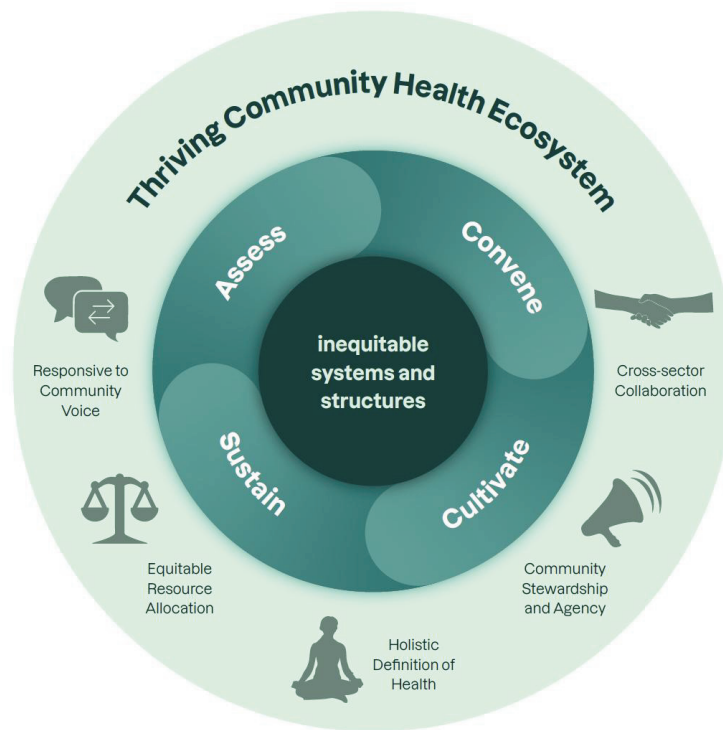 Thriving Community Health Ecosystem
Assess
Convene
inequitable
systems and
structures
Sustain
Cultivate
Responsive to
Community
Voice
Cross-sector
Collaboration
Equitable
Resource
Allocation
Community
Stewardship
and Agency
Holistic
Definition of
Health